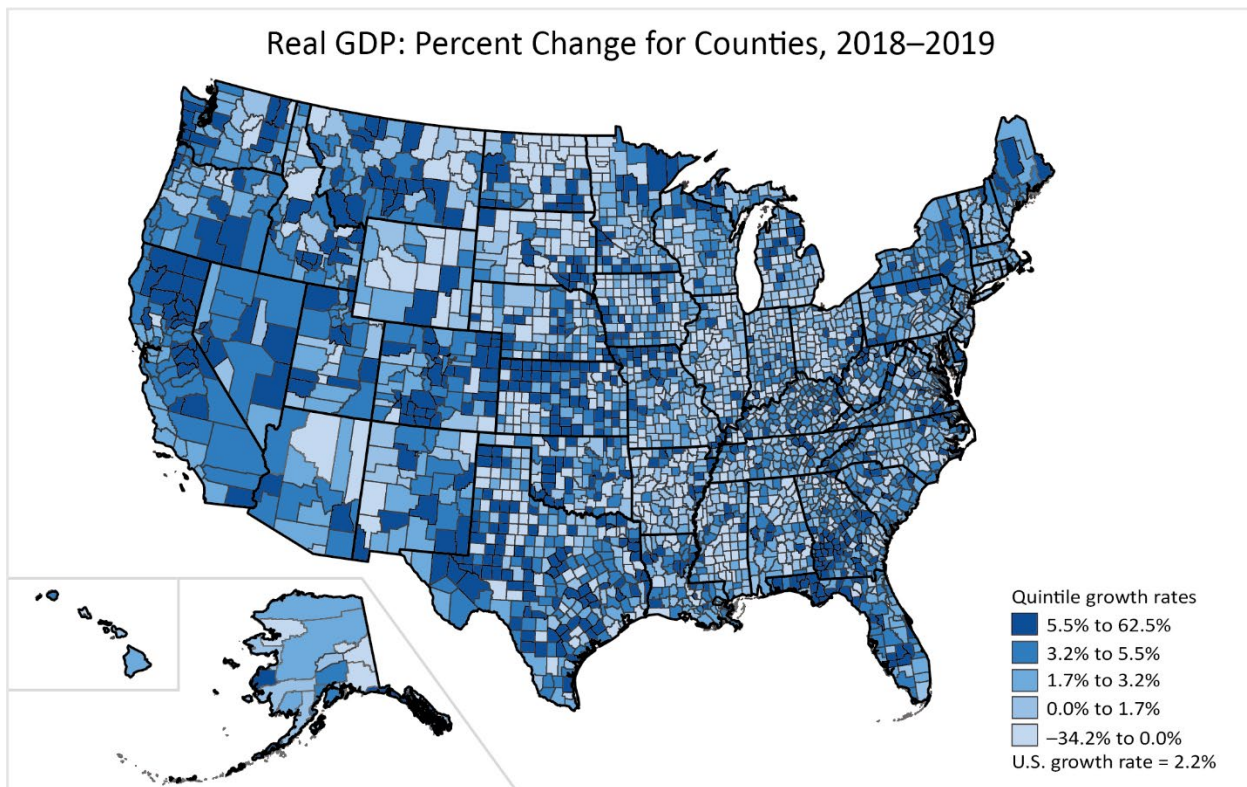 Real GDP: Percent Change for Counties, 2018–2019
Quintile growth rates
5.5% to 62.5%
3.2% to 5.5%
1.7% to 3.2%
0.0% to 1.7%
–34.2% to 0.0%
U.S. growth rate = 2.2%